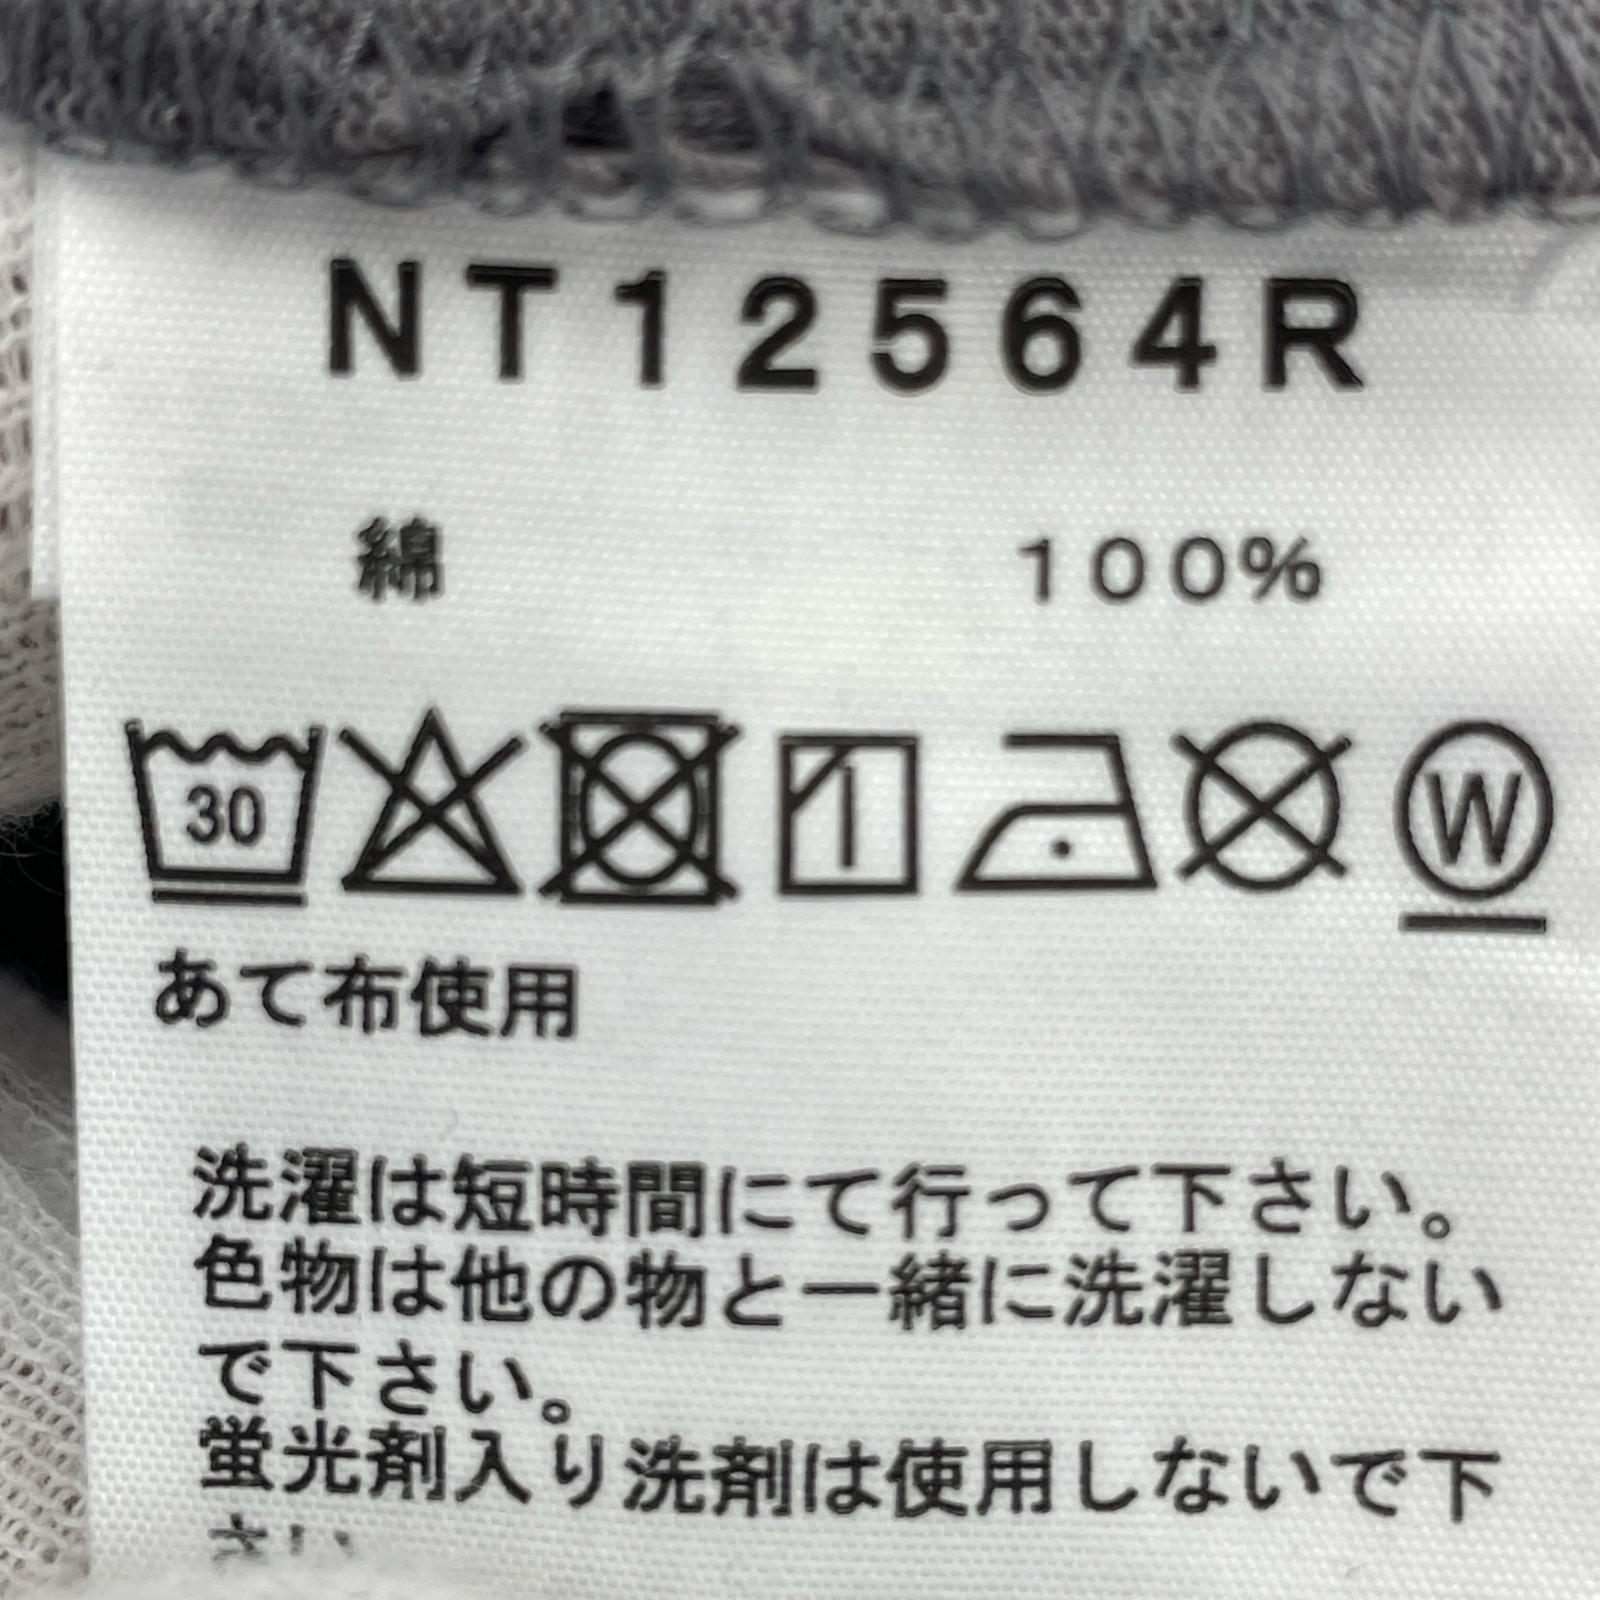 NT12564R
綿 100%
30
W
あて布使用
洗濯は短時間にて行って下さい。
色物は他の物と一緒に洗濯しない
で下さい。
蛍光剤入り洗剤は使用しないで下
さい